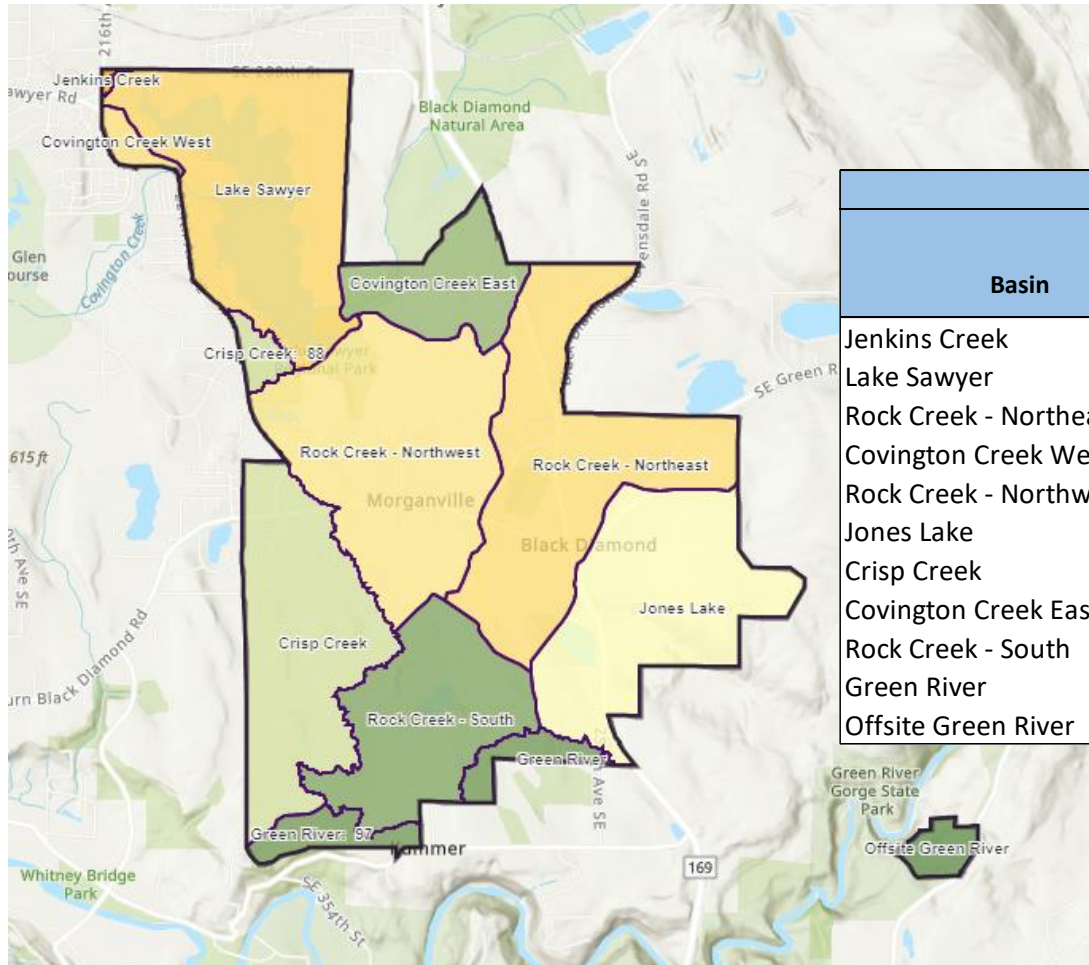 216th
SE 288th St
Jenkins Creek
awyer Rd
Black Diamond
Natural Area
Covington Creek West
Lake Sawyer
Covington Creek
Glen
ourse
Covington Creek East
Basin
Crisp Creek: 88
SE Green R
615 ft
Rock Creek - Northwest
Rock Creek - Northeast
Morganville
Black Diamond
Jones Lake
Crisp Creek
urn Black Diamond Rd
Rock Creek - South
Green River
Ave SE
Green River: 97
Whitney Bridge
Park
SE 354th St
169
Green River
Gorge State
Park
Offsite Green River
Jenkins Creek
Lake Sawyer
Rock Creek - Northea
Covington Creek We
Rock Creek - Northw
Jones Lake
Crisp Creek
Covington Creek Eas
Rock Creek - South
Green River
Offsite Green River